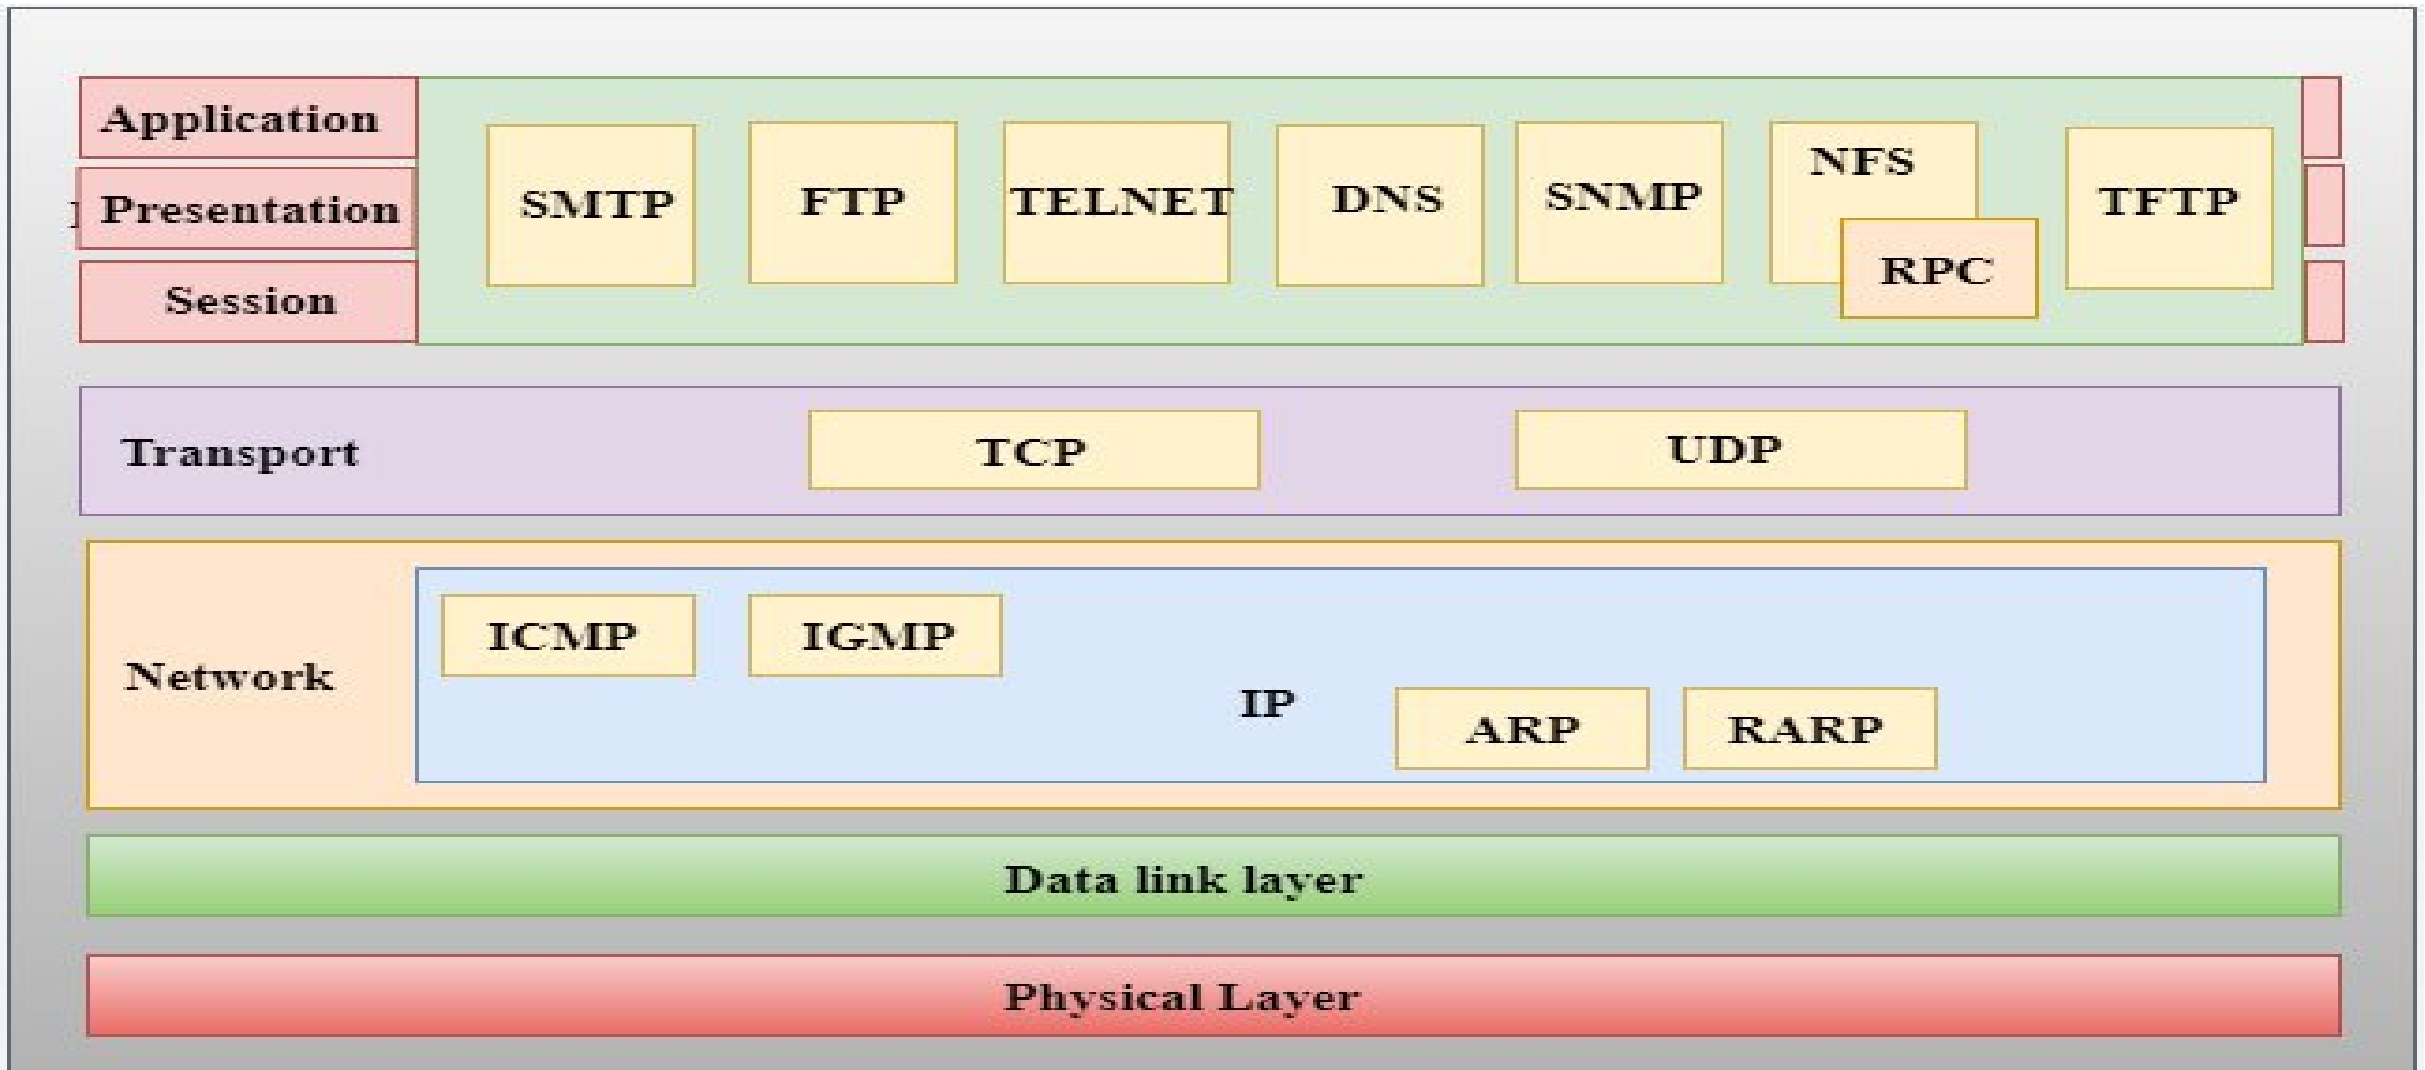 Application
Presentation
Session
SMTP
FTP
TELNET
DNS
SNMP
NFS
RPC
TFTP
Transport
TCP
UDP
Network
ICMP
IGMP
IP
ARP
RARP
Data link layer
Physical Layer